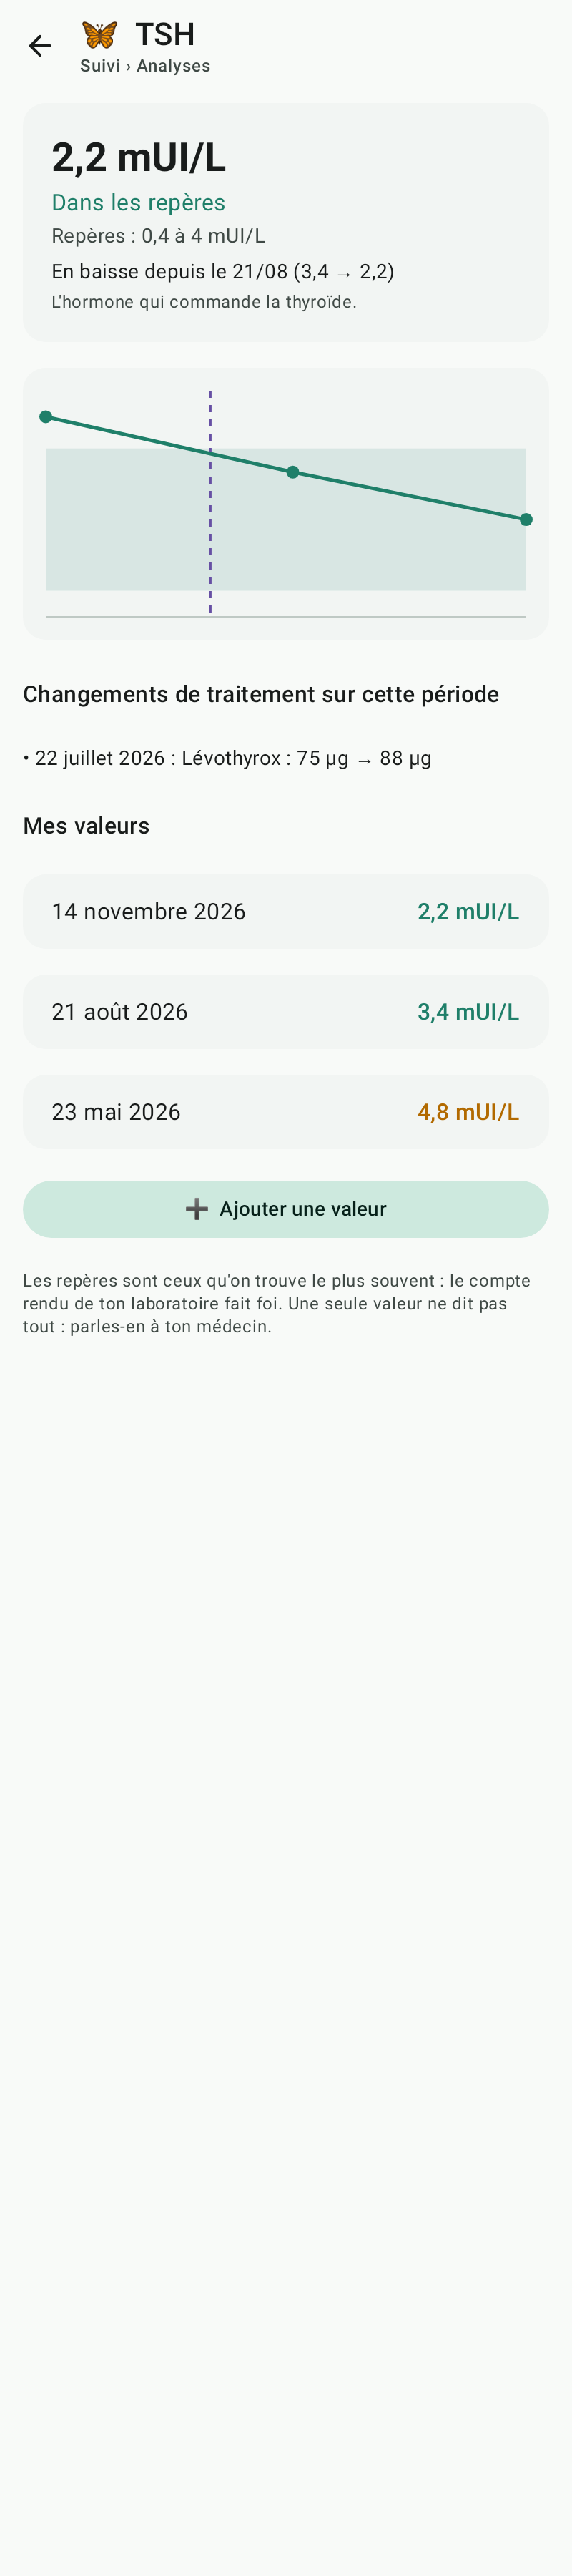 TSH
Suivi › Analyses
2,2 mUI/L
Dans les repères
Repères : 0,4 à 4 mUI/L
En baisse depuis le 21/08 (3,4 → 2,2)
L'hormone qui commande la thyroïde.
Changements de traitement sur cette période
• 22 juillet 2026 : Lévothyrox : 75 µg → 88 µg
Mes valeurs
14 novembre 2026 2,2 mUI/L
21 août 2026 3,4 mUI/L
23 mai 2026 4,8 mUI/L
Ajouter une valeur
Les repères sont ceux qu'on trouve le plus souvent : le compte
rendu de ton laboratoire fait foi. Une seule valeur ne dit pas
tout : parles-en à ton médecin.